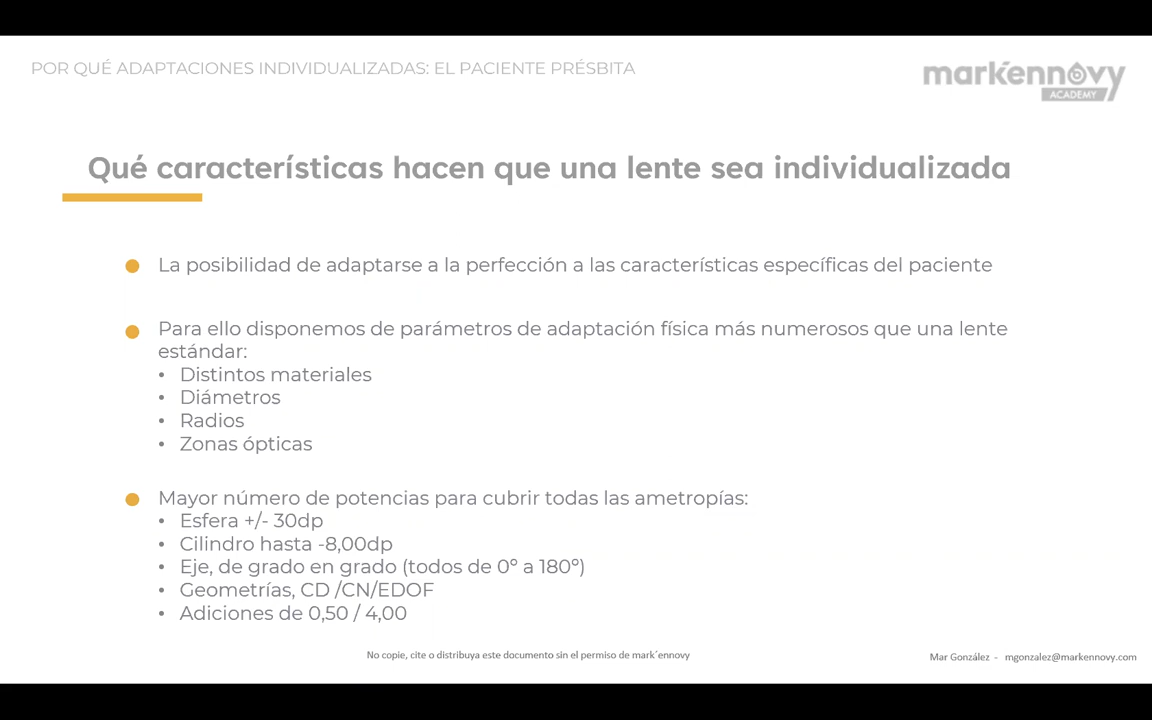 POR QUÉ ADAPTACIONES INDIVIDUALIZADAS: EL PACIENTE PRÉSBITA
mark'ennovy
ACADEMY
Qué características hacen que una lente sea individualizada
La posibilidad de adaptarse a la perfección a las características específicas del paciente
Para ello disponemos de parámetros de adaptación física más numerosos que una lente
estándar:
• Distintos materiales
• Diámetros
• Radios
• Zonas ópticas
Mayor número de potencias para cubrir todas las ametropías:
• Esfera +/- 30dp
• Cilindro hasta -8,00dp
• Eje, de grado en grado (todos de 0º a 180º)
• Geometrías, CD /CN/EDOF
• Adiciones de 0,50 / 4,00
No copie, cite o distribuya este documento sin el permiso de mark´ennovy
Mar González - mgonzalez@markennovy.com